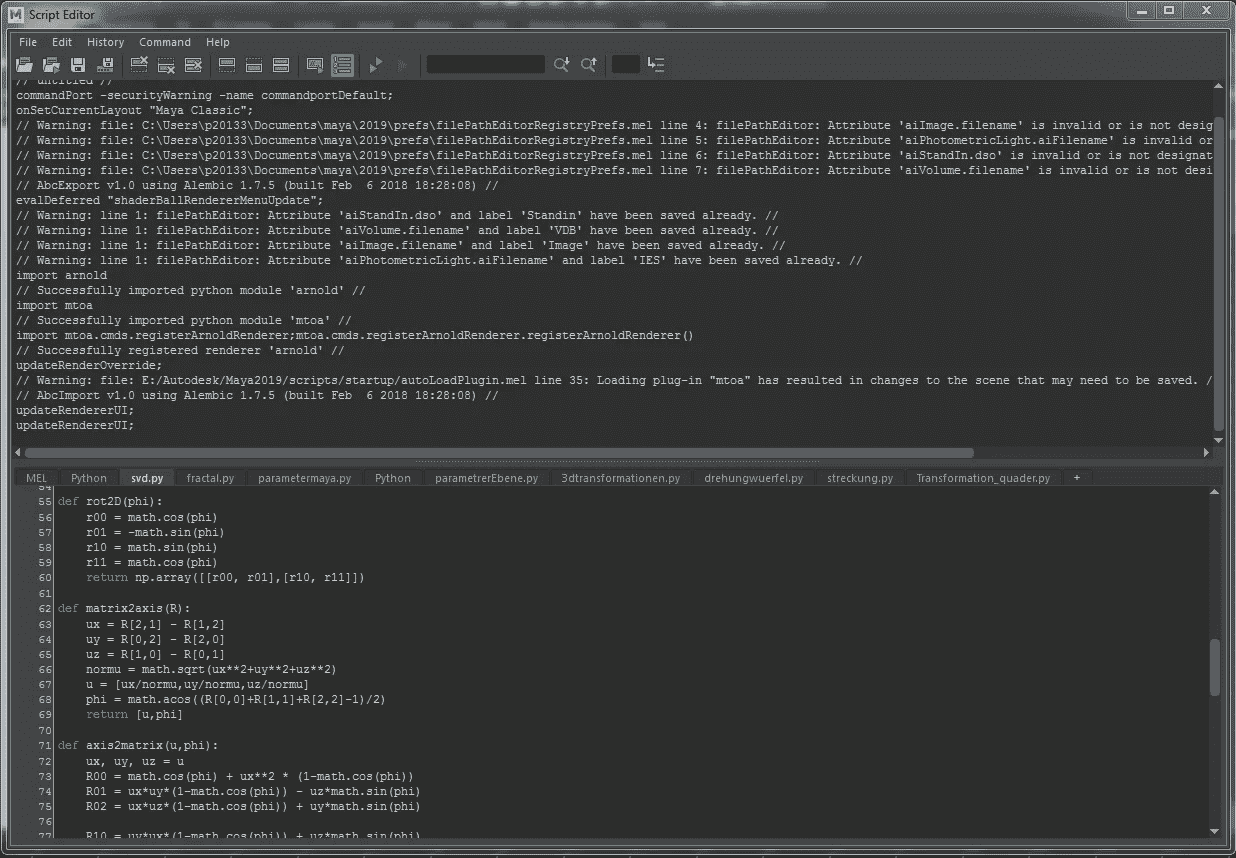 M Script Editor
File Edit History Command Help
// untitled //
commandPort -securityWarning -name commandportDefault;
onSetCurrentLayout "Maya Classic";
// Warning: file: C:\Users\p20133\Documents\maya\2019\prefs\filePathEditorRegistryPrefs.mel line 4: filePathEditor: Attribute 'aiImage.filename' is invalid or is not desig
// Warning: file: C:\Users\p20133\Documents\maya\2019\prefs\filePathEditorRegistryPrefs.mel line 5: filePathEditor: Attribute 'aiPhotometricLight.aiFilename' is invalid or
// Warning: file: C:\Users\p20133\Documents\maya\2019\prefs\filePathEditorRegistryPrefs.mel line 6: filePathEditor: Attribute 'aiStandIn.dso' is invalid or is not designat
// Warning: file: C:\Users\p20133\Documents\maya\2019\prefs\filePathEditorRegistryPrefs.mel line 7: filePathEditor: Attribute 'aiVolume.filename' is invalid or is not desi
// AbcExport v1.0 using Alembic 1.7.5 (built Feb  6 2018 18:28:08) //
evalDeferred "shaderBallRendererMenuUpdate";
// Warning: line 1: filePathEditor: Attribute 'aiStandIn.dso' and label 'Standin' have been saved already. //
// Warning: line 1: filePathEditor: Attribute 'aiVolume.filename' and label 'VDB' have been saved already. //
// Warning: line 1: filePathEditor: Attribute 'aiImage.filename' and label 'Image' have been saved already. //
// Warning: line 1: filePathEditor: Attribute 'aiPhotometricLight.aiFilename' and label 'IES' have been saved already. //
import arnold
// Successfully imported python module 'arnold' //
import mtoa
// Successfully imported python module 'mtoa' //
import mtoa.cmds.registerArnoldRenderer;mtoa.cmds.registerArnoldRenderer.registerArnoldRenderer()
// Successfully registered renderer 'arnold' //
updateRenderOverride;
// Warning: file: E:/Autodesk/Maya2019/scripts/startup/autoLoadPlugin.mel line 35: Loading plug-in "mtoa" has resulted in changes to the scene that may need to be saved. /
// AbcImport v1.0 using Alembic 1.7.5 (built Feb  6 2018 18:28:08) //
updateRendererUI;
updateRendererUI;
MEL Python svd.py fractal.py parametermaya.py Python parametrerEbene.py 3dtransformationen.py drehungwuerfel.py streckung.py Transformation_quader.py +
54
55 def rot2D(phi):
56     r00 = math.cos(phi)
57     r01 = -math.sin(phi)
58     r10 = math.sin(phi)
59     r11 = math.cos(phi)
60     return np.array([[r00, r01],[r10, r11]])
61
62 def matrix2axis(R):
63     ux = R[2,1] - R[1,2]
64     uy = R[0,2] - R[2,0]
65     uz = R[1,0] - R[0,1]
66     normu = math.sqrt(ux**2+uy**2+uz**2)
67     u = [ux/normu,uy/normu,uz/normu]
68     phi = math.acos((R[0,0]+R[1,1]+R[2,2]-1)/2)
69     return [u,phi]
70
71 def axis2matrix(u,phi):
72     ux, uy, uz = u
73     R00 = math.cos(phi) + ux**2 * (1-math.cos(phi))
74     R01 = ux*uy*(1-math.cos(phi)) - uz*math.sin(phi)
75     R02 = ux*uz*(1-math.cos(phi)) + uy*math.sin(phi)
76
77     R10 = uy*ux*(1-math.cos(phi)) + uz*math.sin(phi)